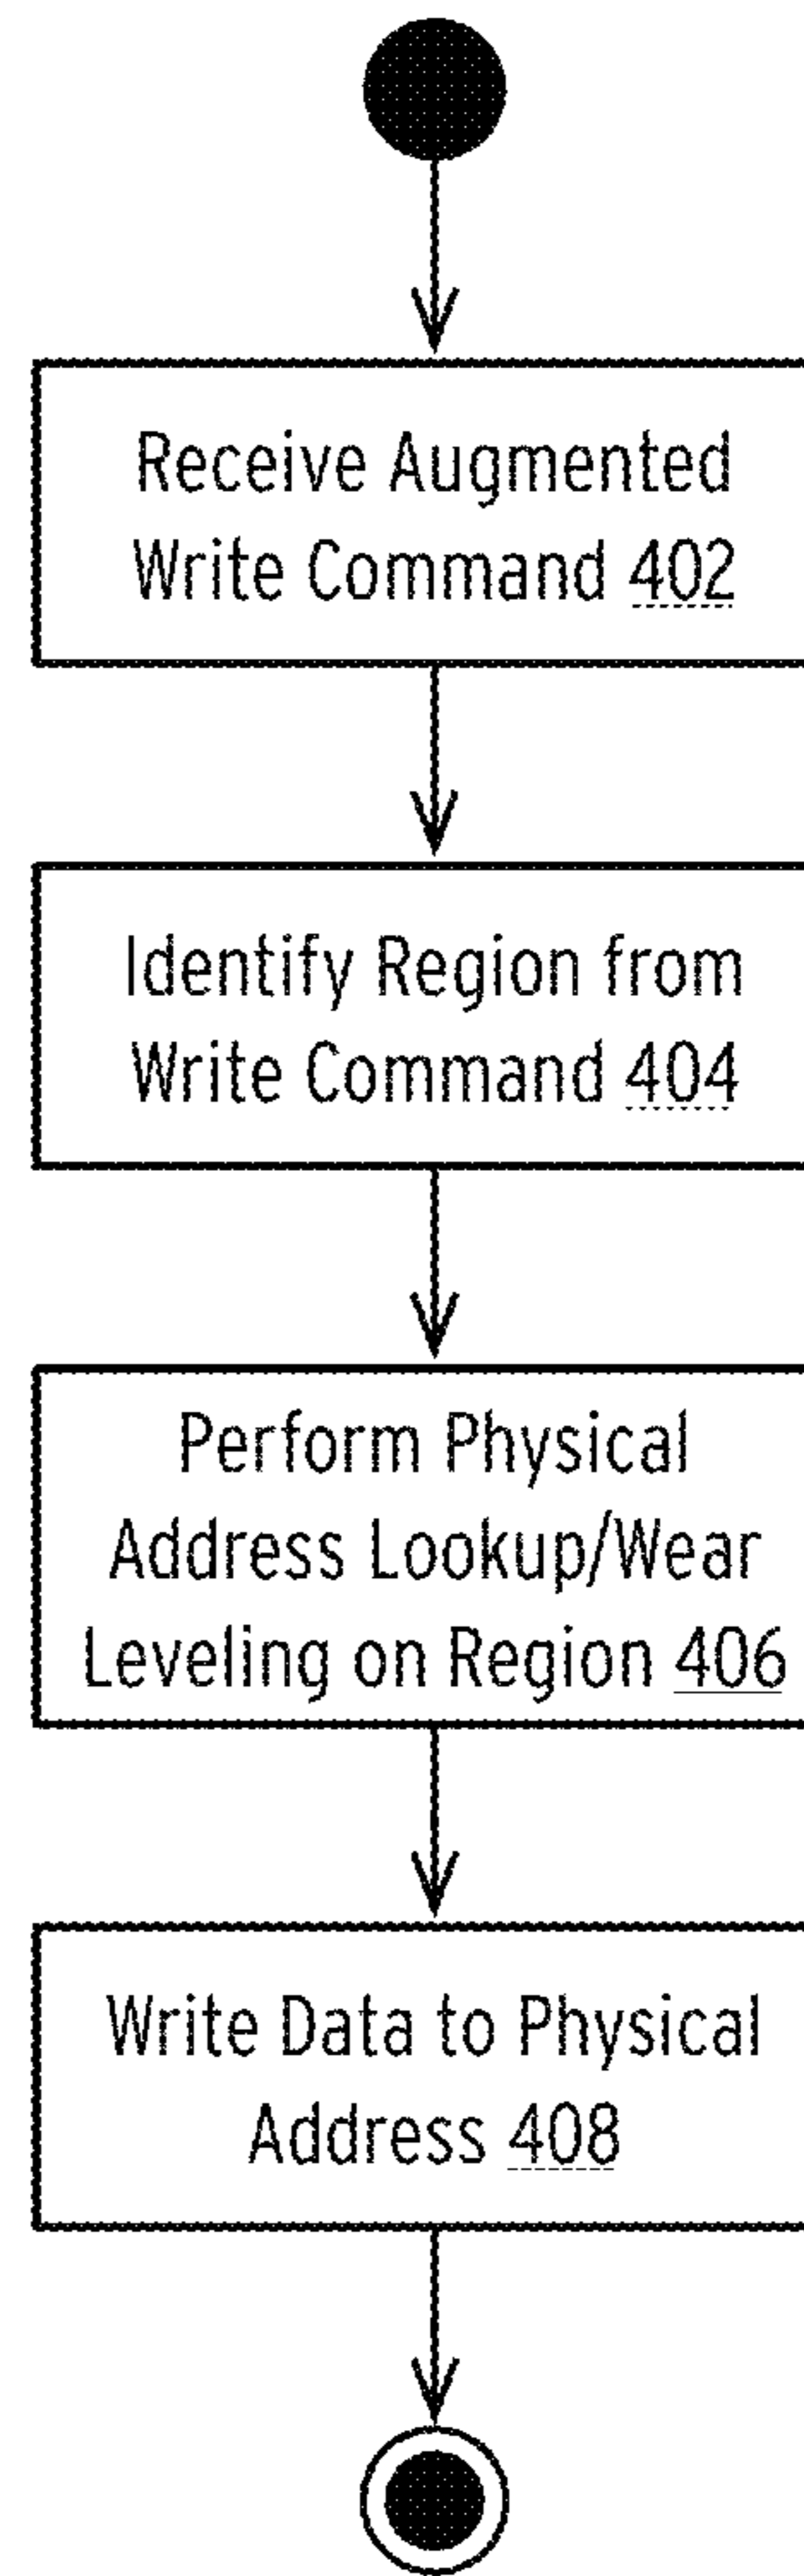 Receive Augmented
Write Command 402
Identify Region from
Write Command 404
Perform Physical
Address Lookup/Wear
Leveling on Region 406
Write Data to Physical
Address 408